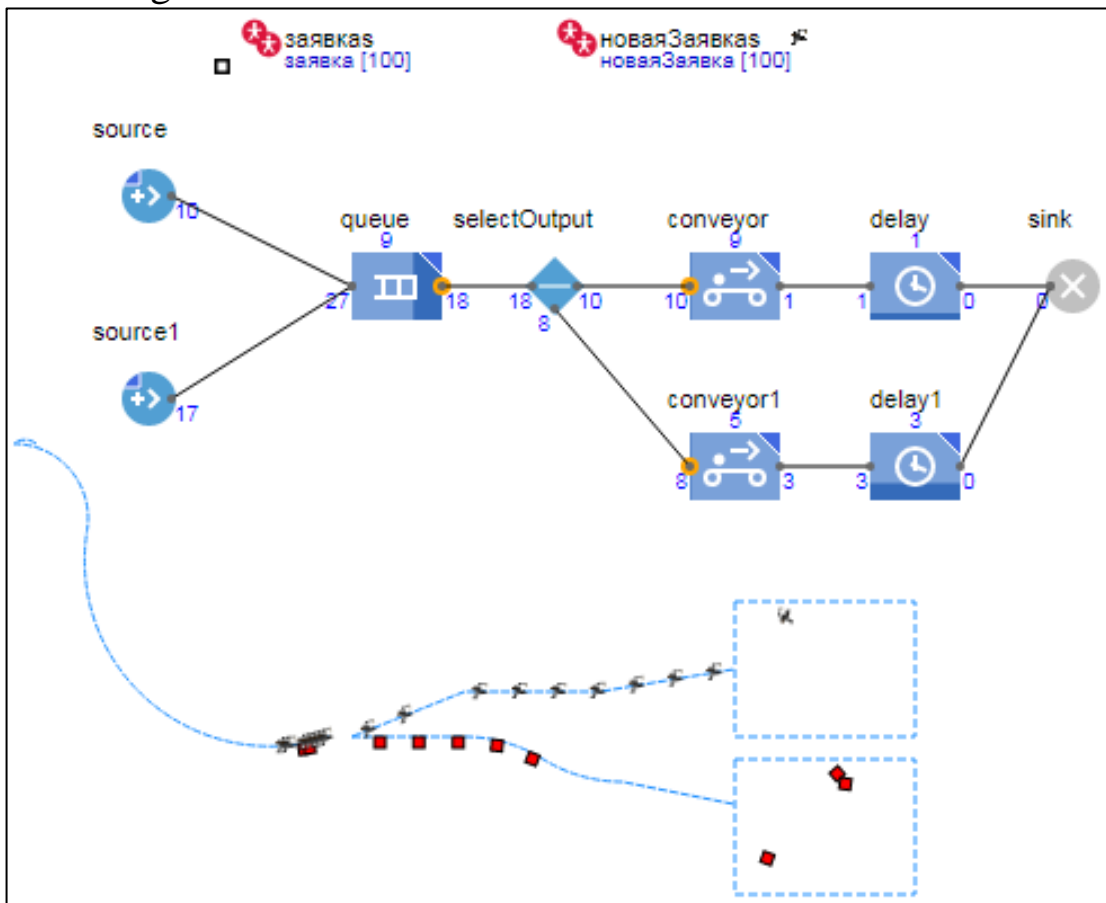 заявкаs
заявка [100]
новаяЗаявкаs
новаяЗаявка [100]
source
10
queue
9
27
18
selectOutput
18
10
8
conveyor
9
10
1
delay
1
1
0
sink
0
source1
17
conveyor1
5
8
3
delay1
3
3
0